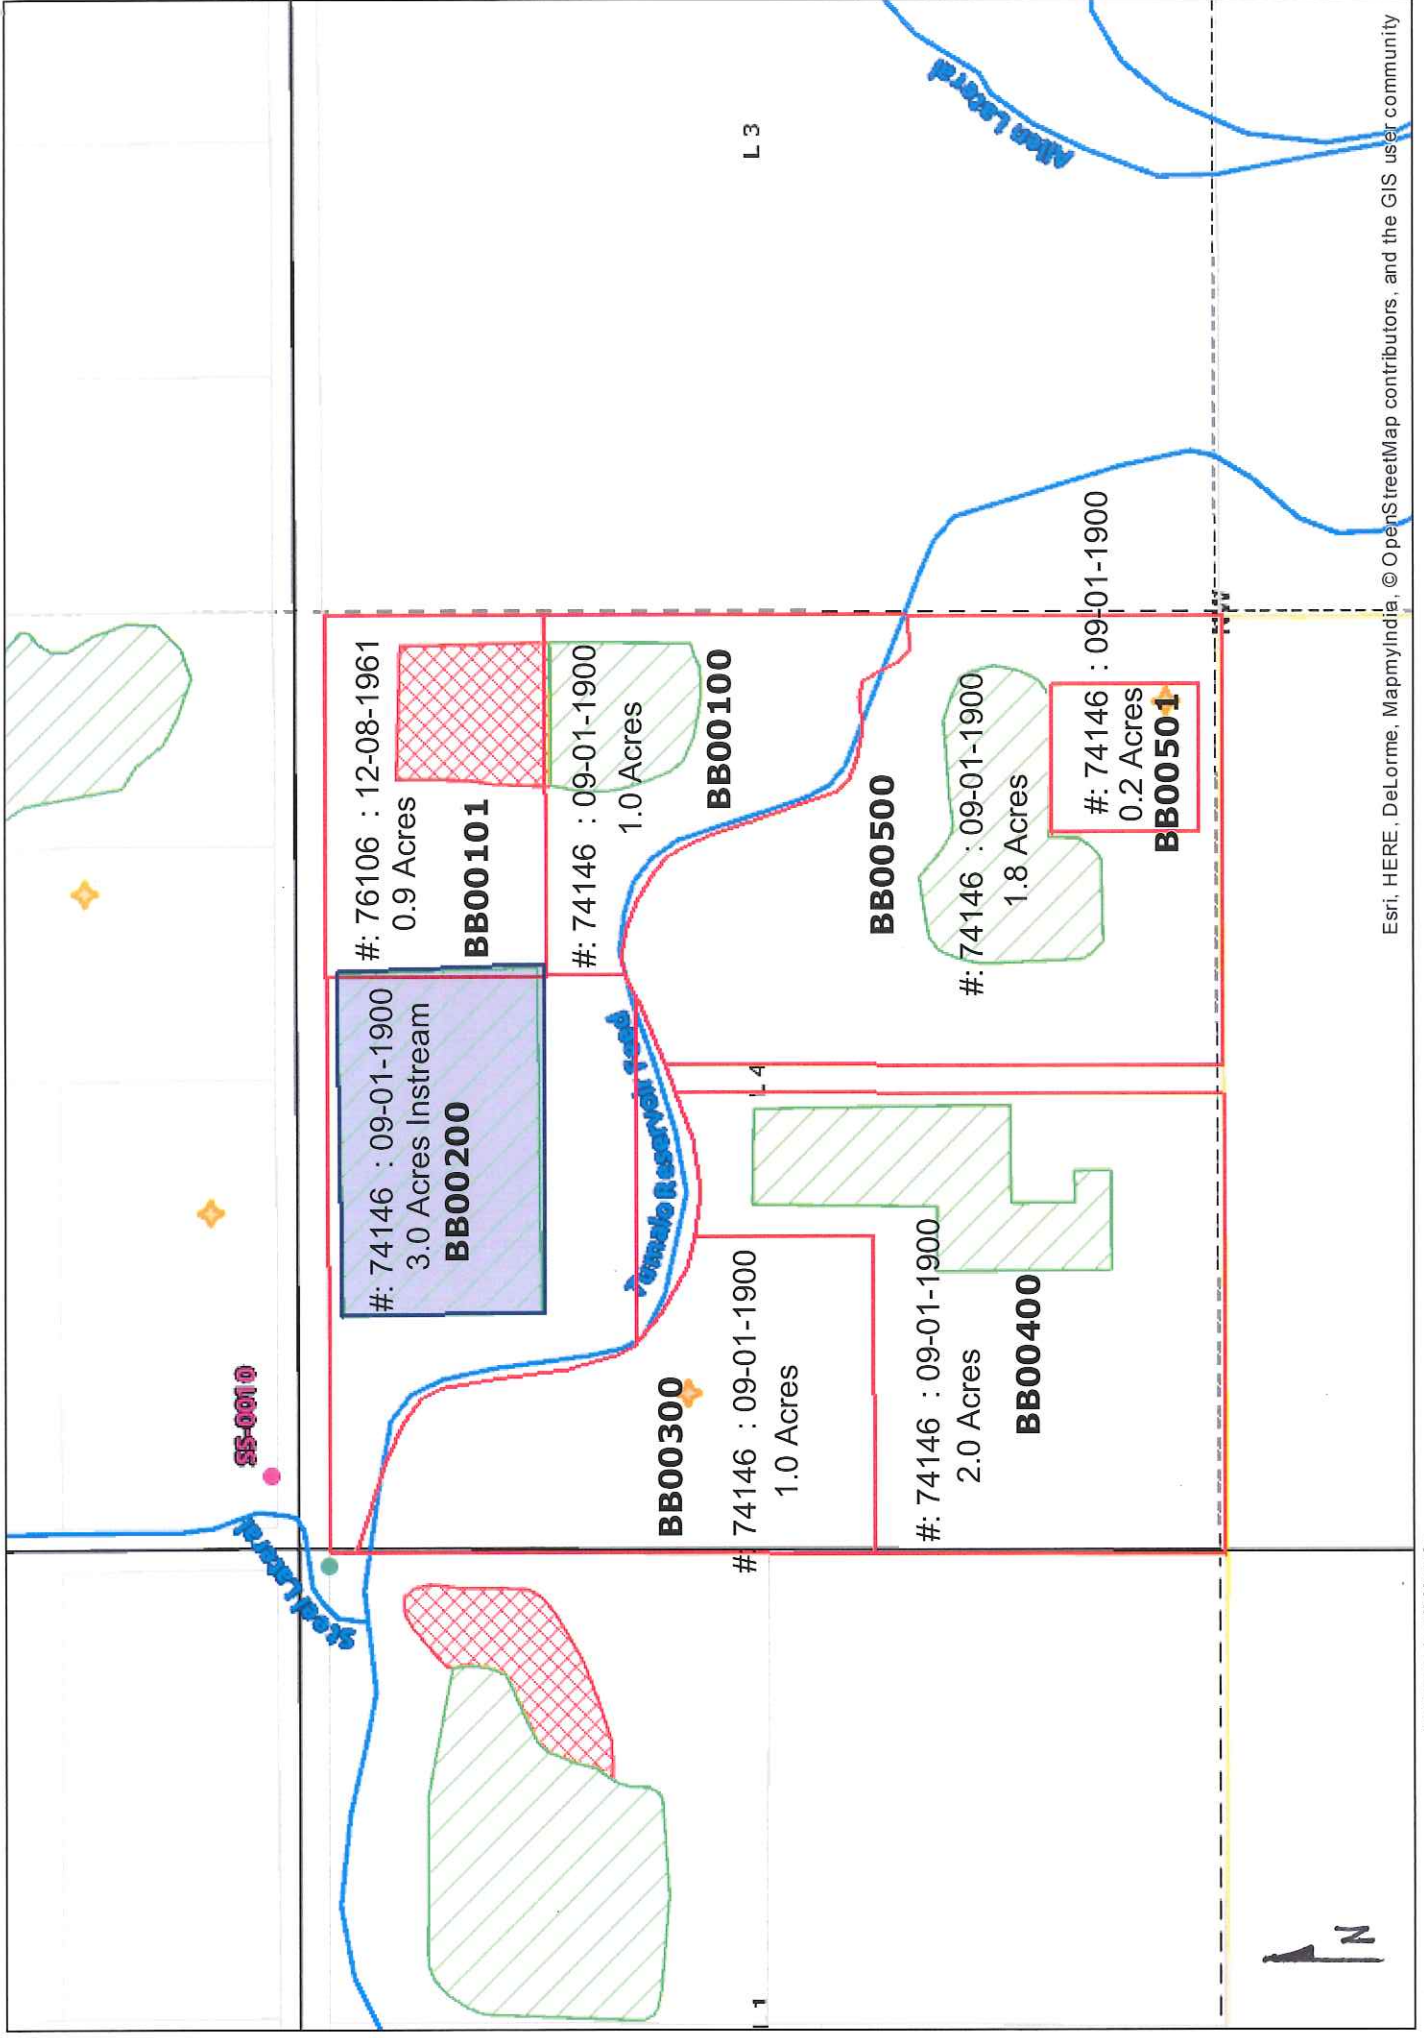 Allen Lateral
L 3
#: 76106 : 12-08-1961
0.9 Acres
BB00101
#: 74146 : 09-01-1900
1.0 Acres
BB00100
BB00500
#: 74146 : 09-01-1900
1.8 Acres
#: 74146 : 09-01-1900
0.2 Acres
BB00501
#: 74146 : 09-01-1900
3.0 Acres Instream
BB00200
Tumalo Reservoir Feed
L 4
SS-0010
Steel Lateral
BB00300
#: 74146 : 09-01-1900
1.0 Acres
#: 74146 : 09-01-1900
2.0 Acres
BB00400
N
Esri, HERE, DeLorme, MapmyIndia, © OpenStreetMap contributors, and the GIS user community